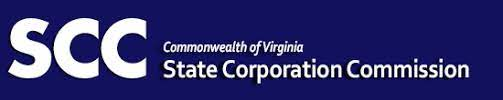 SCC
Commonwealth of Virginia
State Corporation Commission